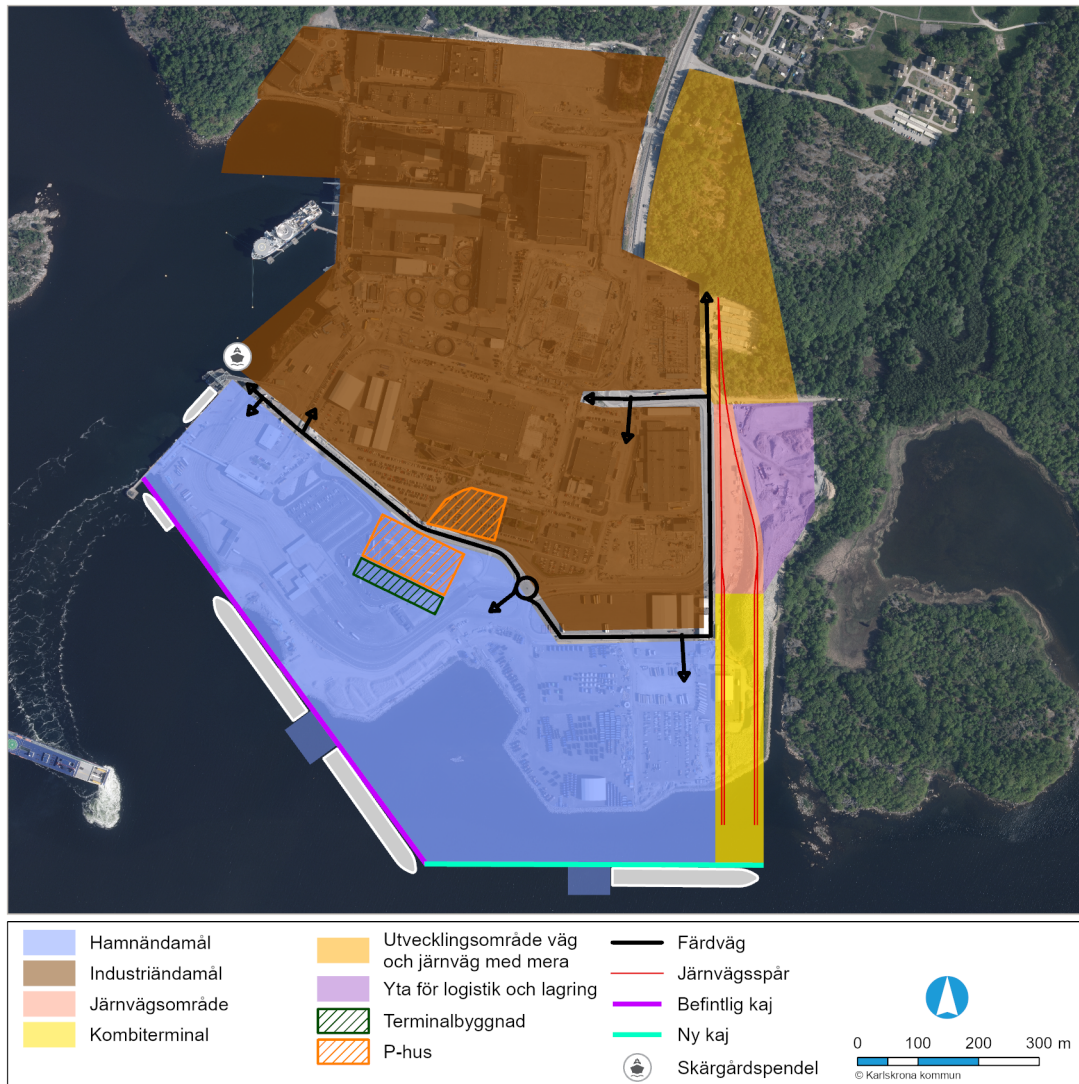 Hamnändamål
Industriändamål
Järnvägsområde
Kombiterminal
Utvecklingsområde väg
och järnväg med mera
Yta för logistik och lagring
Terminalbyggnad
P-hus
Färdväg
Järnvägsspår
Befintlig kaj
Ny kaj
Skärgårdspendel
0 100 200 300 m
© Karlskrona kommun